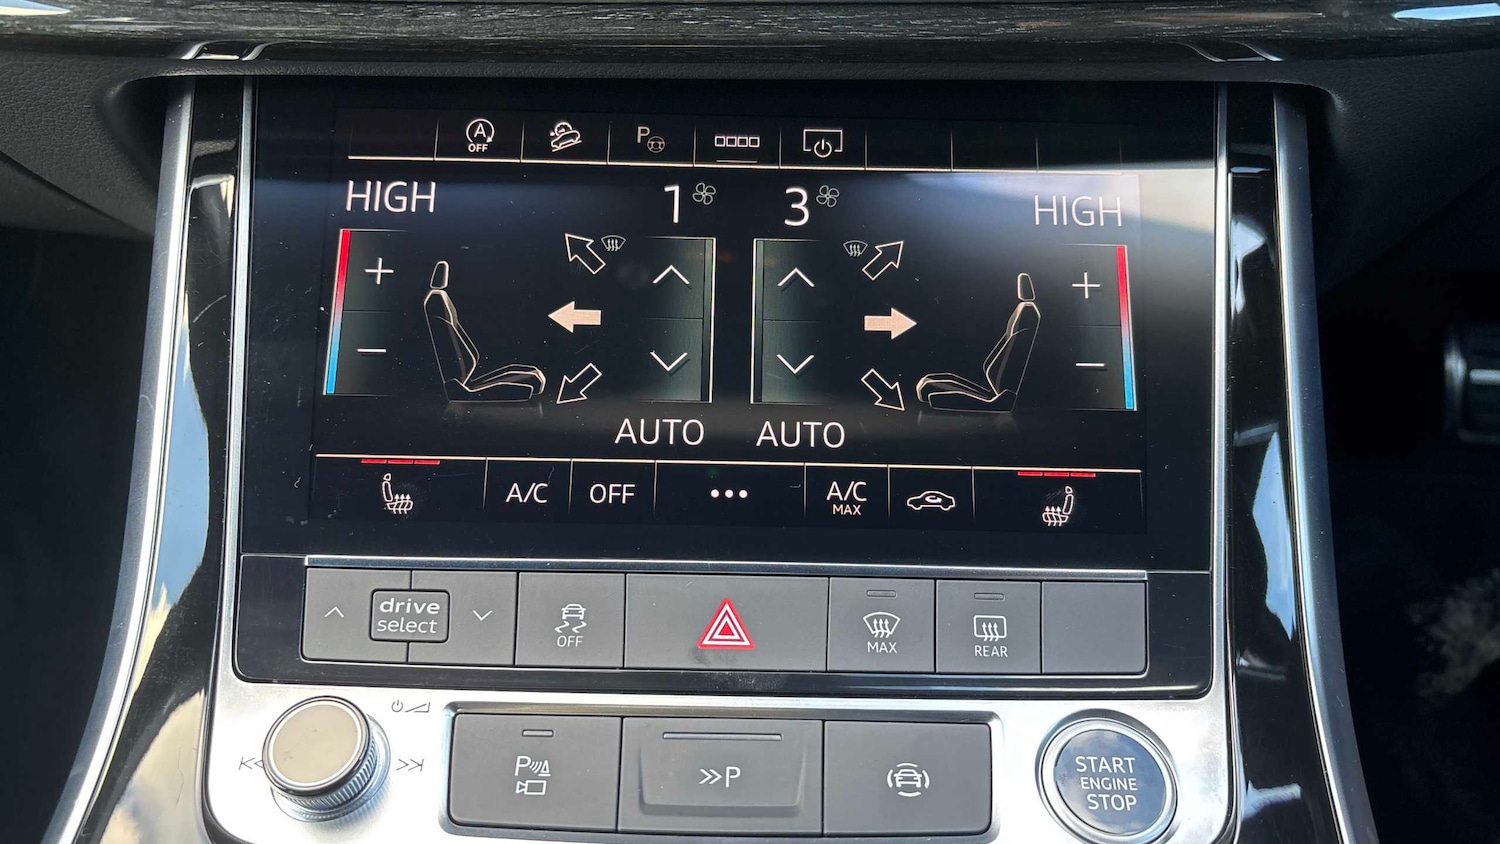 A
OFF
P
HIGH 1 3 HIGH
AUTO AUTO
A/C OFF ••• A/C
MAX
drive
select
OFF
MAX
REAR
P
P
START
ENGINE
STOP